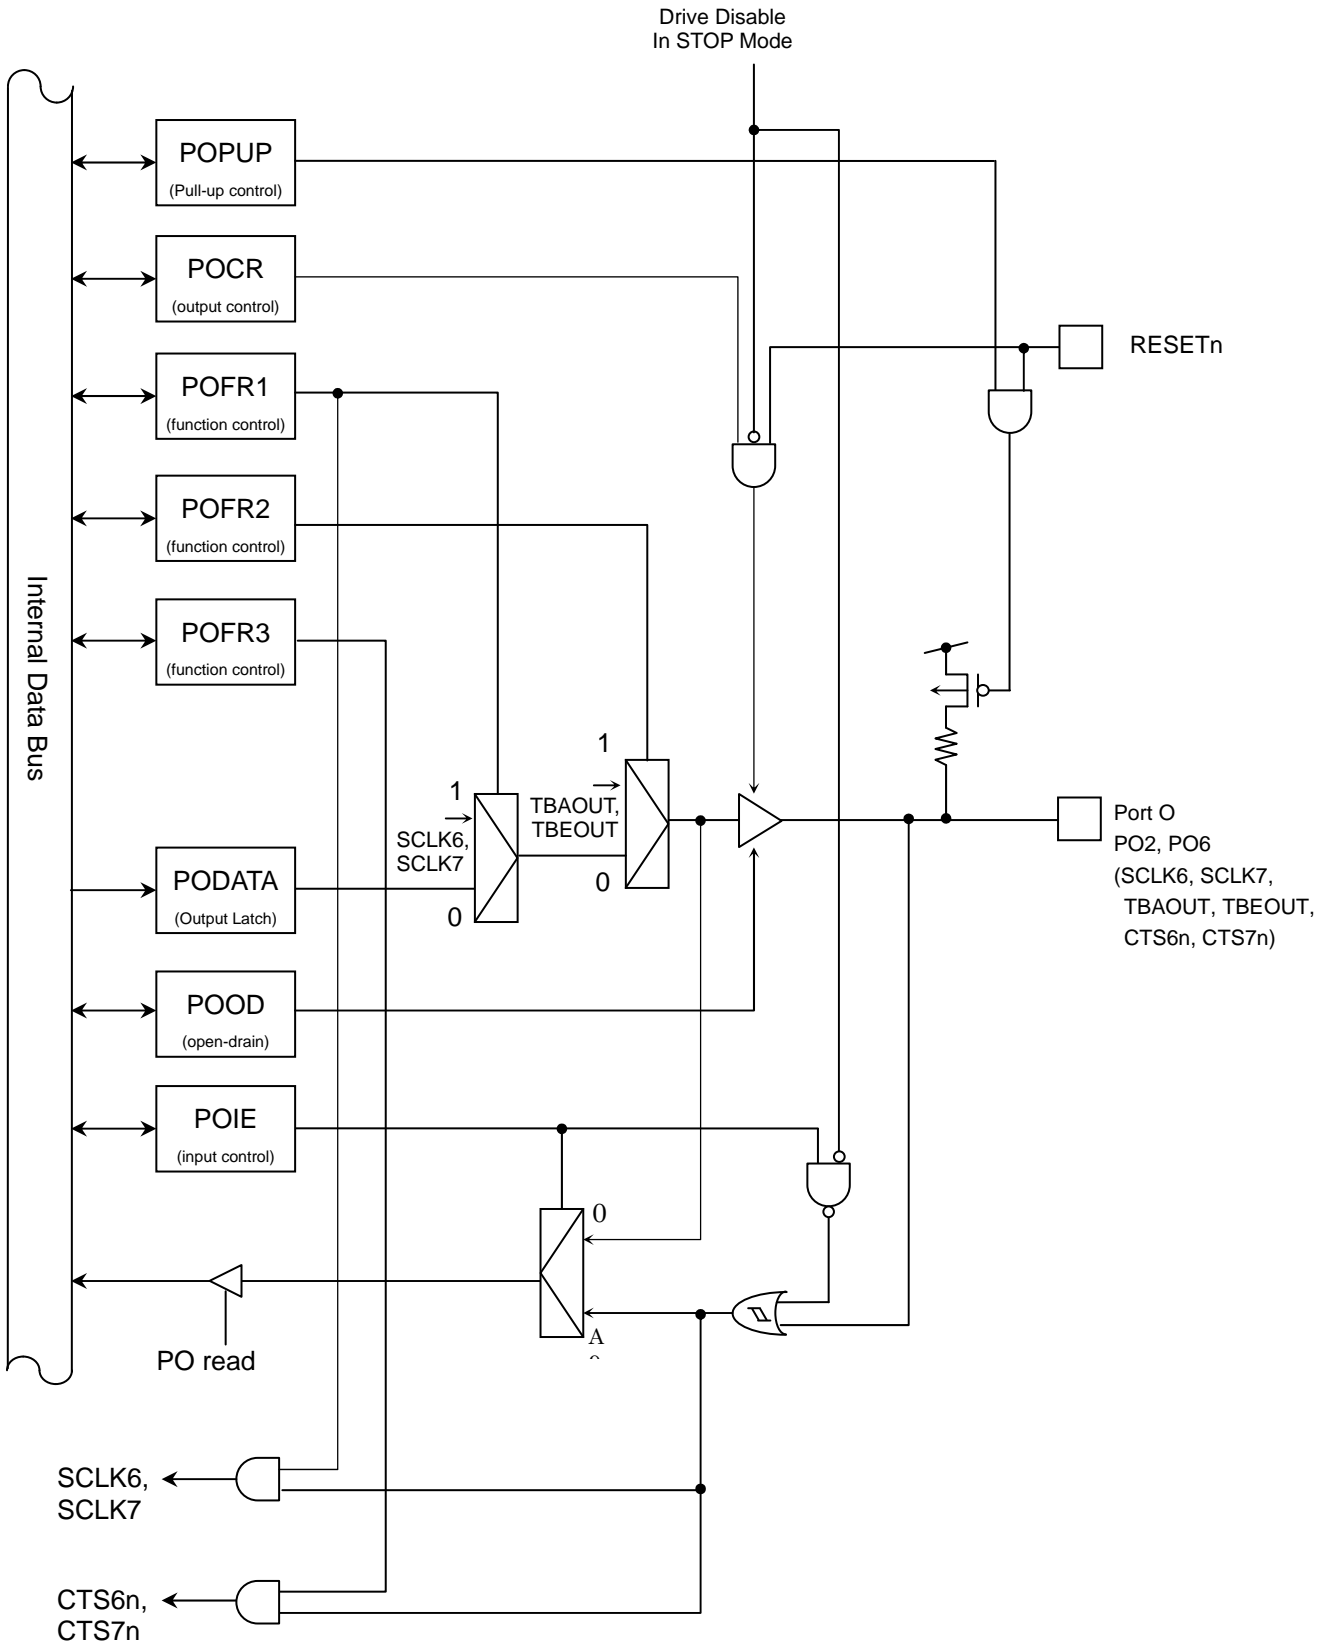 Drive Disable
In STOP Mode
POPUP
(Pull-up control)
POCR
(output control)
RESETn
POFR1
(function control)
POFR2
(function control)
Internal Data Bus
POFR3
(function control)
1
TBAOUT,
TBEOUT
0
1
SCLK6,
SCLK7
0
Port O
PO2, PO6
(SCLK6, SCLK7,
TBAOUT, TBEOUT,
CTS6n, CTS7n)
PODATA
(Output Latch)
POOD
(open-drain)
POIE
(input control)
0
A
PO read
SCLK6,
SCLK7
CTS6n,
CTS7n